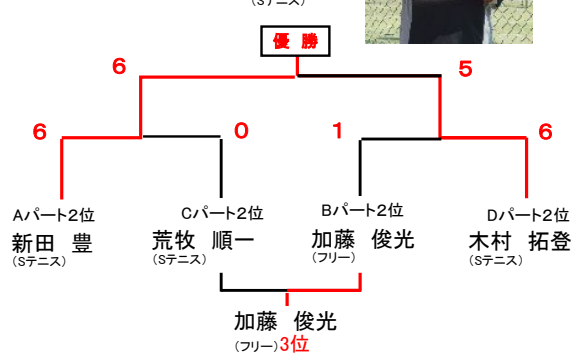 (Sテニス)
優 勝
6 5
6 0 1 6
Aパート2位 Cパート2位 Bパート2位 Dパート2位
新田 豊 荒牧 順一 加藤 俊光 木村 拓登
(Sテニス) (Sテニス) (フリー) (Sテニス)
加藤 俊光
(フリー)3位